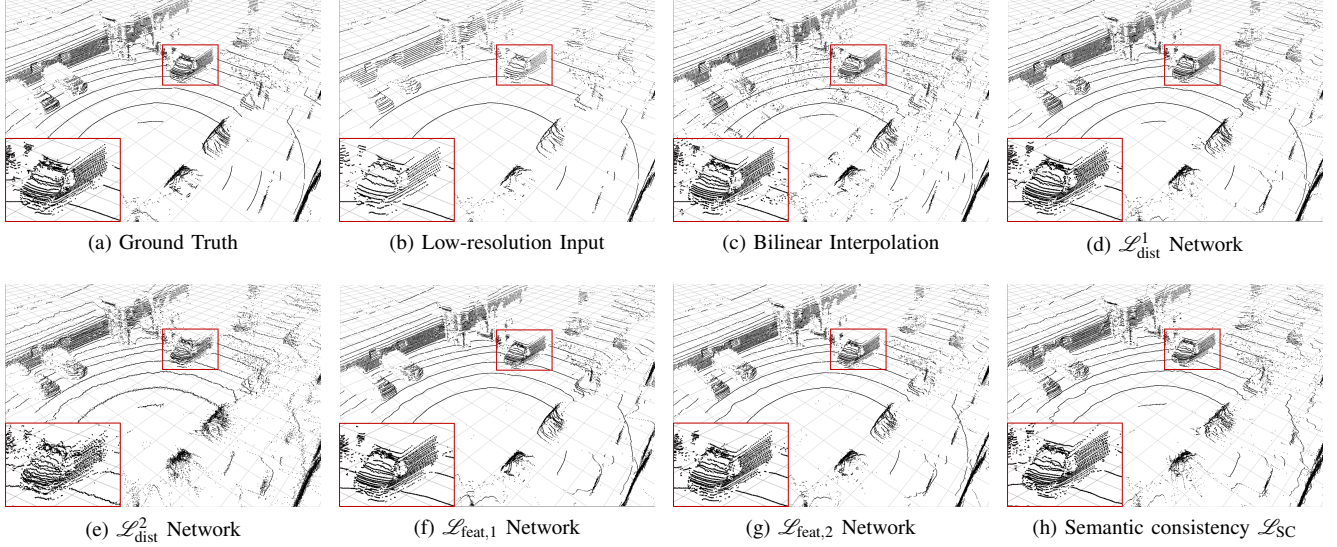 (a) Ground Truth
(b) Low-resolution Input
(c) Bilinear Interpolation
(d) ℒ¹dist Network
(e) ℒ²dist Network
(f) ℒfeat,1 Network
(g) ℒfeat,2 Network
(h) Semantic consistency ℒSC